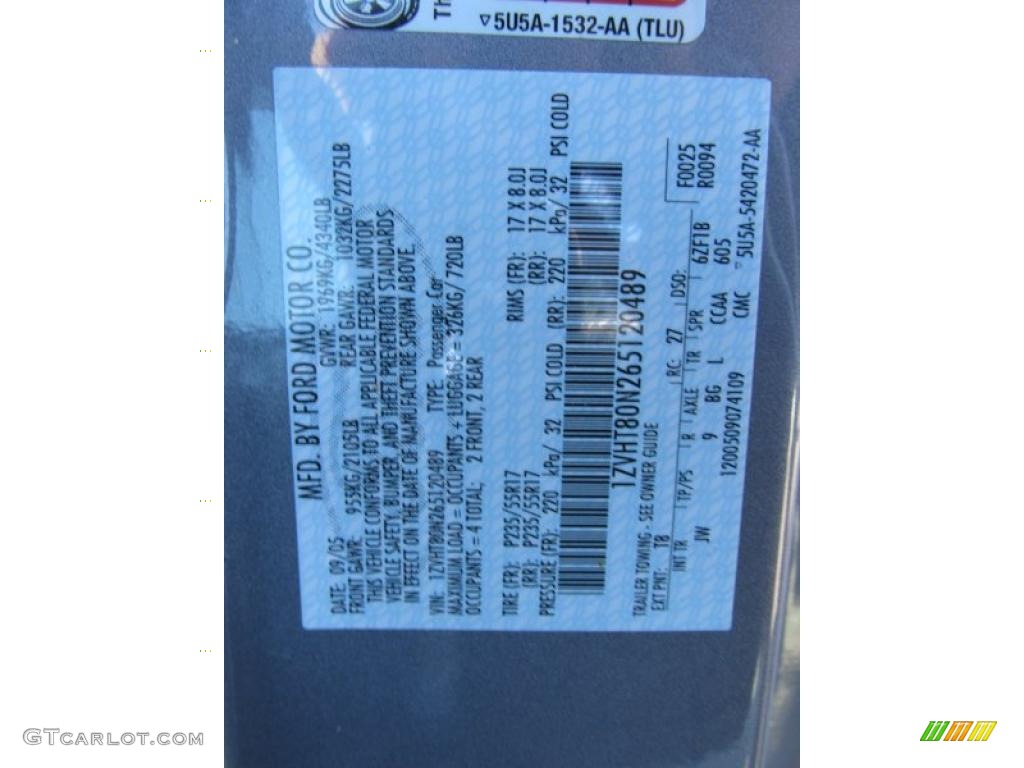 ▽5U5A-1532-AA (TLU)
MFD. BY FORD MOTOR CO.
DATE: 09/05 GVWR: 1969KG/4340LB
FRONT GAWR: 955KG/2105LB REAR GAWR: 1032KG/2275LB
THIS VEHICLE CONFORMS TO ALL APPLICABLE FEDERAL MOTOR
VEHICLE SAFETY, BUMPER, AND THEFT PREVENTION STANDARDS
IN EFFECT ON THE DATE OF MANUFACTURE SHOWN ABOVE.
VIN: 1ZVHT80N265120489 TYPE: Passenger Car
MAXIMUM LOAD = OCCUPANTS + LUGGAGE = 326KG/720LB
OCCUPANTS = 4 TOTAL; 2 FRONT, 2 REAR
TIRE (FR): P235/55R17 RIMS (FR): 17 X 8.0J
(RR): P235/55R17 (RR): 17 X 8.0J
PRESSURE (FR): 220 kPa/ 32 PSI COLD (RR): 220 kPa/ 32 PSI COLD
1ZVHT80N265120489
TRAILER TOWING - SEE OWNER GUIDE F0025
EXT PNT: T8 RC: 27 DSO: R0094
INT TR TP/PS R AXLE TR SPR 6ZF1B
JW 9 BG L CCAA 605
1200509074109 CMC ▽5U5A-5420472-AA
GTCARLOT.COM